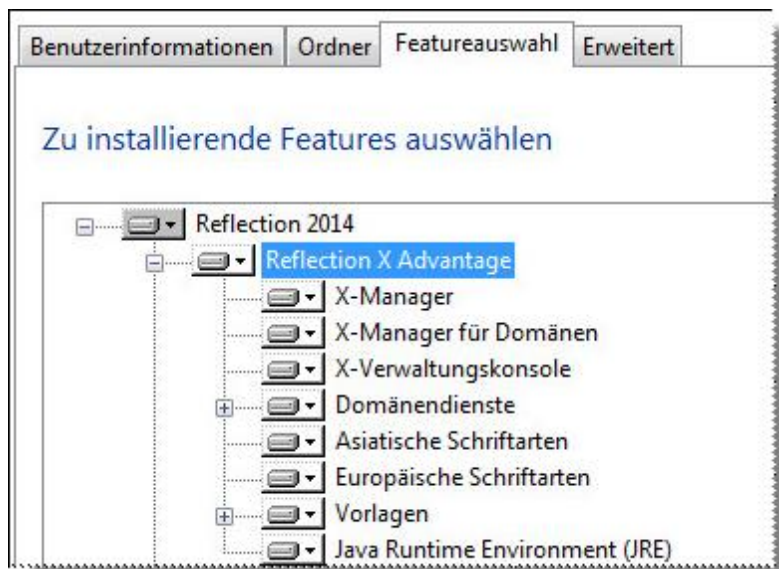 Benutzerinformationen Ordner Featureauswahl Erweitert
Zu installierende Features auswählen
Reflection 2014
Reflection X Advantage
X-Manager
X-Manager für Domänen
X-Verwaltungskonsole
Domänendienste
Asiatische Schriftarten
Europäische Schriftarten
Vorlagen
Java Runtime Environment (JRE)